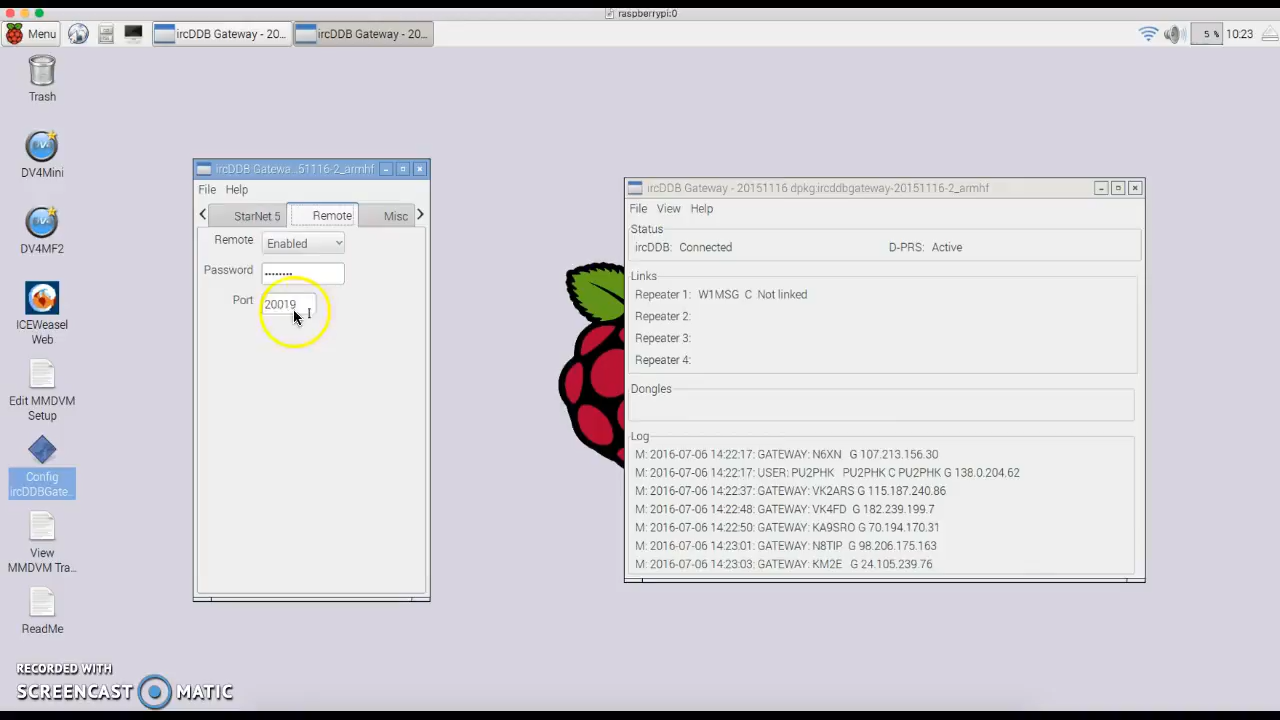 raspberrypi:0
Menu
ircDDB Gateway - 20...
ircDDB Gateway - 20...
5 %
10:23
Trash
DV4Mini
DV4MF2
ICEWeasel
Web
Edit MMDVM
Setup
Config
ircDDBGate...
View
MMDVM Tra...
ReadMe
ircDDB Gatewa...51116-2_armhf
File Help
StarNet 5 Remote Misc
Remote Enabled
Password ••••••••
Port 20019
ircDDB Gateway - 20151116 dpkg:ircddbgateway-20151116-2_armhf
File View Help
Status
ircDDB: Connected D-PRS: Active
Links
Repeater 1: W1MSG C Not linked
Repeater 2:
Repeater 3:
Repeater 4:
Dongles
Log
M: 2016-07-06 14:22:17: GATEWAY: N6XN G 107.213.156.30
M: 2016-07-06 14:22:27: USER: PU2PHK PU2PHK C PU2PHK G 138.0.204.62
M: 2016-07-06 14:22:37: GATEWAY: VK2ARS G 115.187.240.86
M: 2016-07-06 14:22:48: GATEWAY: VK4FD G 182.239.199.7
M: 2016-07-06 14:22:50: GATEWAY: KA9SRO G 70.194.170.31
M: 2016-07-06 14:23:01: GATEWAY: N8TIP G 98.206.175.163
M: 2016-07-06 14:23:03: GATEWAY: KM2E G 24.105.239.76
RECORDED WITH
SCREENCAST MATIC